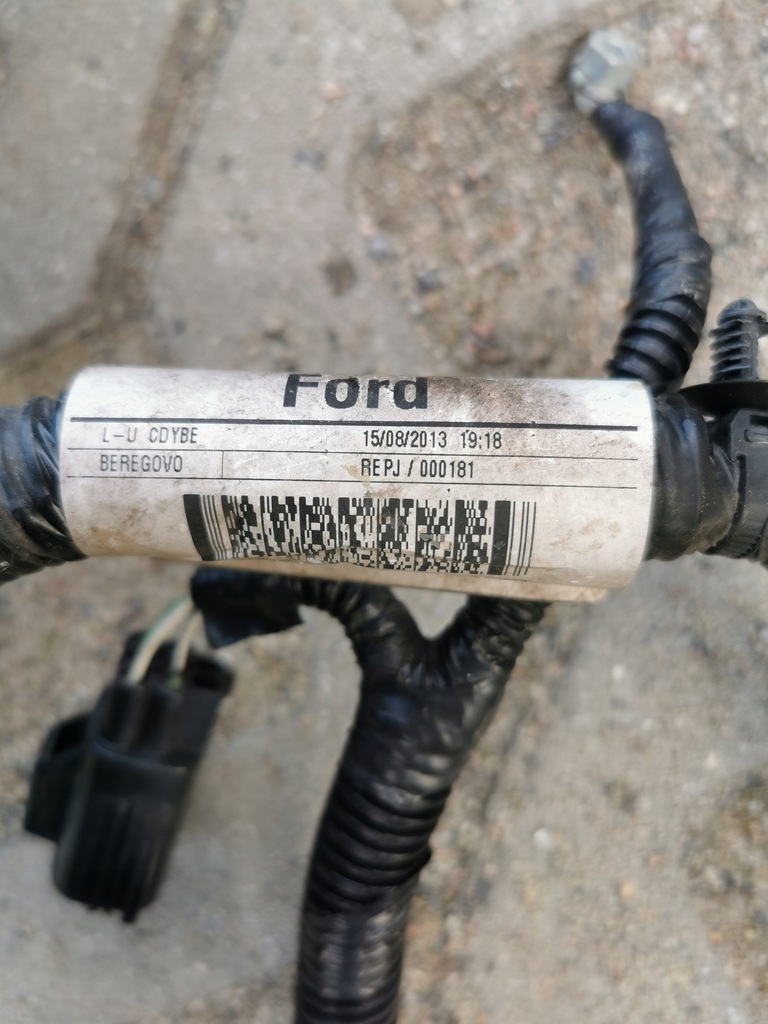 Ford
L-U CDYBE 15/08/2013 19:18
BEREGOVO REPJ / 000181